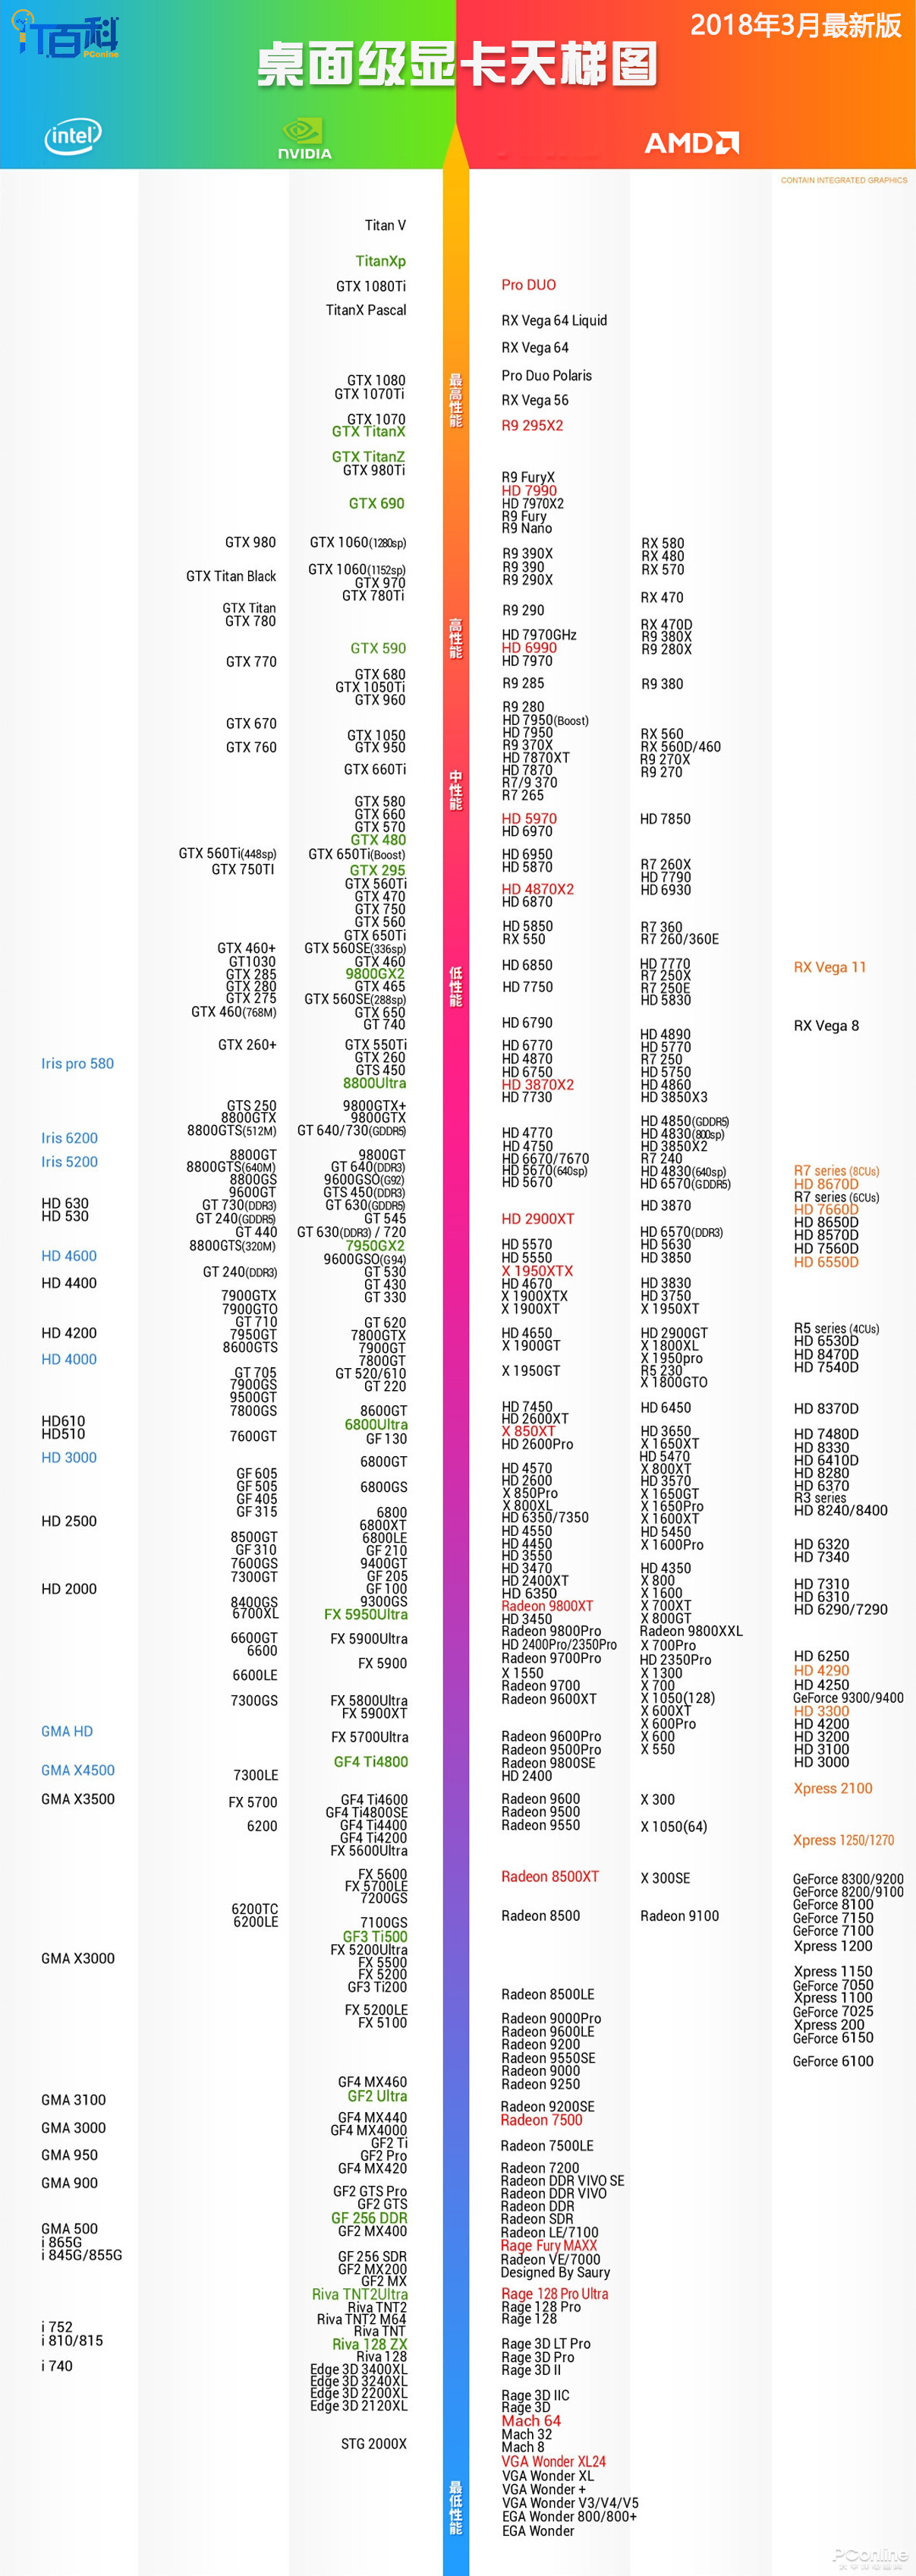 iT百科
PConline
2018年3月最新版
桌面级显卡天梯图
intel
NVIDIA
AMD
CONTAIN INTEGRATED GRAPHICS
Iris pro 580
Iris 6200
Iris 5200
HD 630
HD 530
HD 4600
HD 4400
HD 4200
HD 4000
HD610
HD510
HD 3000
HD 2500
HD 2000
GMA HD
GMA X4500
GMA X3500
GMA X3000
GMA 3100
GMA 3000
GMA 950
GMA 900
GMA 500
i 865G
i 845G/855G
i 752
i 810/815
i 740
GTX 980
GTX Titan Black
GTX Titan
GTX 780
GTX 770
GTX 670
GTX 760
GTX 560Ti(448sp)
GTX 750TI
GTX 460+
GT1030
GTX 285
GTX 280
GTX 275
GTX 460(768M)
GTX 260+
GTS 250
8800GTX
8800GTS(512M)
8800GT
8800GTS(640M)
8800GS
9600GT
GT 730(DDR3)
GT 240(GDDR5)
GT 440
8800GTS(320M)
GT 240(DDR3)
7900GTX
7900GTO
GT 710
7950GT
8600GTS
GT 705
7900GS
9500GT
7800GS
7600GT
GF 605
GF 505
GF 405
GF 315
8500GT
GF 310
7600GS
7300GT
8400GS
6700XL
6600GT
6600
6600LE
7300GS
7300LE
FX 5700
6200
6200TC
6200LE
Titan V
TitanXp
GTX 1080Ti
TitanX Pascal
GTX 1080
GTX 1070Ti
GTX 1070
GTX TitanX
GTX TitanZ
GTX 980Ti
GTX 690
GTX 1060(1280sp)
GTX 1060(1152sp)
GTX 970
GTX 780Ti
GTX 590
GTX 680
GTX 1050Ti
GTX 960
GTX 1050
GTX 950
GTX 660Ti
GTX 580
GTX 660
GTX 570
GTX 480
GTX 650Ti(Boost)
GTX 295
GTX 560Ti
GTX 470
GTX 750
GTX 560
GTX 650Ti
GTX 560SE(336sp)
GTX 460
9800GX2
GTX 465
GTX 560SE(288sp)
GTX 650
GT 740
GTX 550Ti
GTX 260
GTS 450
8800Ultra
9800GTX+
9800GTX
GT 640/730(GDDR5)
9800GT
GT 640(DDR3)
9600GSO(G92)
GTS 450(DDR3)
GT 630(GDDR5)
GT 545
GT 630(DDR3) / 720
7950GX2
9600GSO(G94)
GT 530
GT 430
GT 330
GT 620
7800GTX
7900GT
7800GT
GT 520/610
GT 220
8600GT
6800Ultra
GF 130
6800GT
6800GS
6800
6800XT
6800LE
GF 210
9400GT
GF 205
GF 100
9300GS
FX 5950Ultra
FX 5900Ultra
FX 5900
FX 5800Ultra
FX 5900XT
FX 5700Ultra
GF4 Ti4800
GF4 Ti4600
GF4 Ti4800SE
GF4 Ti4400
GF4 Ti4200
FX 5600Ultra
FX 5600
FX 5700LE
7200GS
7100GS
GF3 Ti500
FX 5200Ultra
FX 5500
FX 5200
GF3 Ti200
FX 5200LE
FX 5100
GF4 MX460
GF2 Ultra
GF4 MX440
GF4 MX4000
GF2 Ti
GF2 Pro
GF4 MX420
GF2 GTS Pro
GF2 GTS
GF 256 DDR
GF2 MX400
GF 256 SDR
GF2 MX200
GF2 MX
Riva TNT2Ultra
Riva TNT2
Riva TNT2 M64
Riva TNT
Riva 128 ZX
Riva 128
Edge 3D 3400XL
Edge 3D 3240XL
Edge 3D 2200XL
Edge 3D 2120XL
STG 2000X
最高性能
高性能
中性能
低性能
最低性能
Pro DUO
RX Vega 64 Liquid
RX Vega 64
Pro Duo Polaris
RX Vega 56
R9 295X2
R9 FuryX
HD 7990
HD 7970X2
R9 Fury
R9 Nano
R9 390X
R9 390
R9 290X
R9 290
HD 7970GHz
HD 6990
HD 7970
R9 285
R9 280
HD 7950(Boost)
HD 7950
R9 370X
HD 7870XT
HD 7870
R7/9 370
R7 265
HD 5970
HD 6970
HD 6950
HD 5870
HD 4870X2
HD 6870
HD 5850
RX 550
HD 6850
HD 7750
HD 6790
HD 6770
HD 4870
HD 6750
HD 3870X2
HD 7730
HD 4770
HD 4750
HD 6670/7670
HD 5670(640sp)
HD 5670
HD 2900XT
HD 5570
HD 5550
X 1950XTX
HD 4670
X 1900XTX
X 1900XT
HD 4650
X 1900GT
X 1950GT
HD 7450
HD 2600XT
X 850XT
HD 2600Pro
HD 4570
HD 2600
X 850Pro
X 800XL
HD 6350/7350
HD 4550
HD 4450
HD 3550
HD 3470
HD 2400XT
HD 6350
Radeon 9800XT
HD 3450
Radeon 9800Pro
HD 2400Pro/2350Pro
Radeon 9700Pro
X 1550
Radeon 9700
Radeon 9600XT
Radeon 9600Pro
Radeon 9500Pro
Radeon 9800SE
HD 2400
Radeon 9600
Radeon 9500
Radeon 9550
Radeon 8500XT
Radeon 8500
Radeon 8500LE
Radeon 9000Pro
Radeon 9600LE
Radeon 9200
Radeon 9550SE
Radeon 9000
Radeon 9250
Radeon 9200SE
Radeon 7500
Radeon 7500LE
Radeon 7200
Radeon DDR VIVO SE
Radeon DDR VIVO
Radeon DDR
Radeon SDR
Radeon LE/7100
Rage Fury MAXX
Radeon VE/7000
Designed By Saury
Rage 128 Pro Ultra
Rage 128 Pro
Rage 128
Rage 3D LT Pro
Rage 3D Pro
Rage 3D II
Rage 3D IIC
Rage 3D
Mach 64
Mach 32
Mach 8
VGA Wonder XL24
VGA Wonder XL
VGA Wonder +
VGA Wonder V3/V4/V5
EGA Wonder 800/800+
EGA Wonder
RX 580
RX 480
RX 570
RX 470
RX 470D
R9 380X
R9 280X
R9 380
RX 560
RX 560D/460
R9 270X
R9 270
HD 7850
R7 260X
HD 7790
HD 6930
R7 360
R7 260/360E
HD 7770
R7 250X
R7 250E
HD 5830
HD 4890
HD 5770
R7 250
HD 5750
HD 4860
HD 3850X3
HD 4850(GDDR5)
HD 4830(800sp)
HD 3850X2
R7 240
HD 4830(640sp)
HD 6570(GDDR5)
HD 3870
HD 6570(DDR3)
HD 5630
HD 3850
HD 3830
HD 3750
X 1950XT
HD 2900GT
X 1800XL
X 1950pro
R5 230
X 1800GTO
HD 6450
HD 3650
X 1650XT
HD 5470
X 800XT
HD 3570
X 1650GT
X 1650Pro
X 1600XT
HD 5450
X 1600Pro
HD 4350
X 800
X 1600
X 700XT
X 800GT
Radeon 9800XXL
X 700Pro
HD 2350Pro
X 1300
X 700
X 1050(128)
X 600XT
X 600Pro
X 600
X 550
X 300
X 1050(64)
X 300SE
Radeon 9100
RX Vega 11
RX Vega 8
R7 series (8CUs)
HD 8670D
R7 series (6CUs)
HD 7660D
HD 8650D
HD 8570D
HD 7560D
HD 6550D
R5 series (4CUs)
HD 6530D
HD 8470D
HD 7540D
HD 8370D
HD 7480D
HD 8330
HD 6410D
HD 8280
HD 6370
R3 series
HD 8240/8400
HD 6320
HD 7340
HD 7310
HD 6310
HD 6290/7290
HD 6250
HD 4290
HD 4250
GeForce 9300/9400
HD 3300
HD 4200
HD 3200
HD 3100
HD 3000
Xpress 2100
Xpress 1250/1270
GeForce 8300/9200
GeForce 8200/9100
GeForce 8100
GeForce 7150
GeForce 7100
Xpress 1200
Xpress 1150
GeForce 7050
Xpress 1100
GeForce 7025
Xpress 200
GeForce 6150
GeForce 6100
PConline
太平洋电脑网